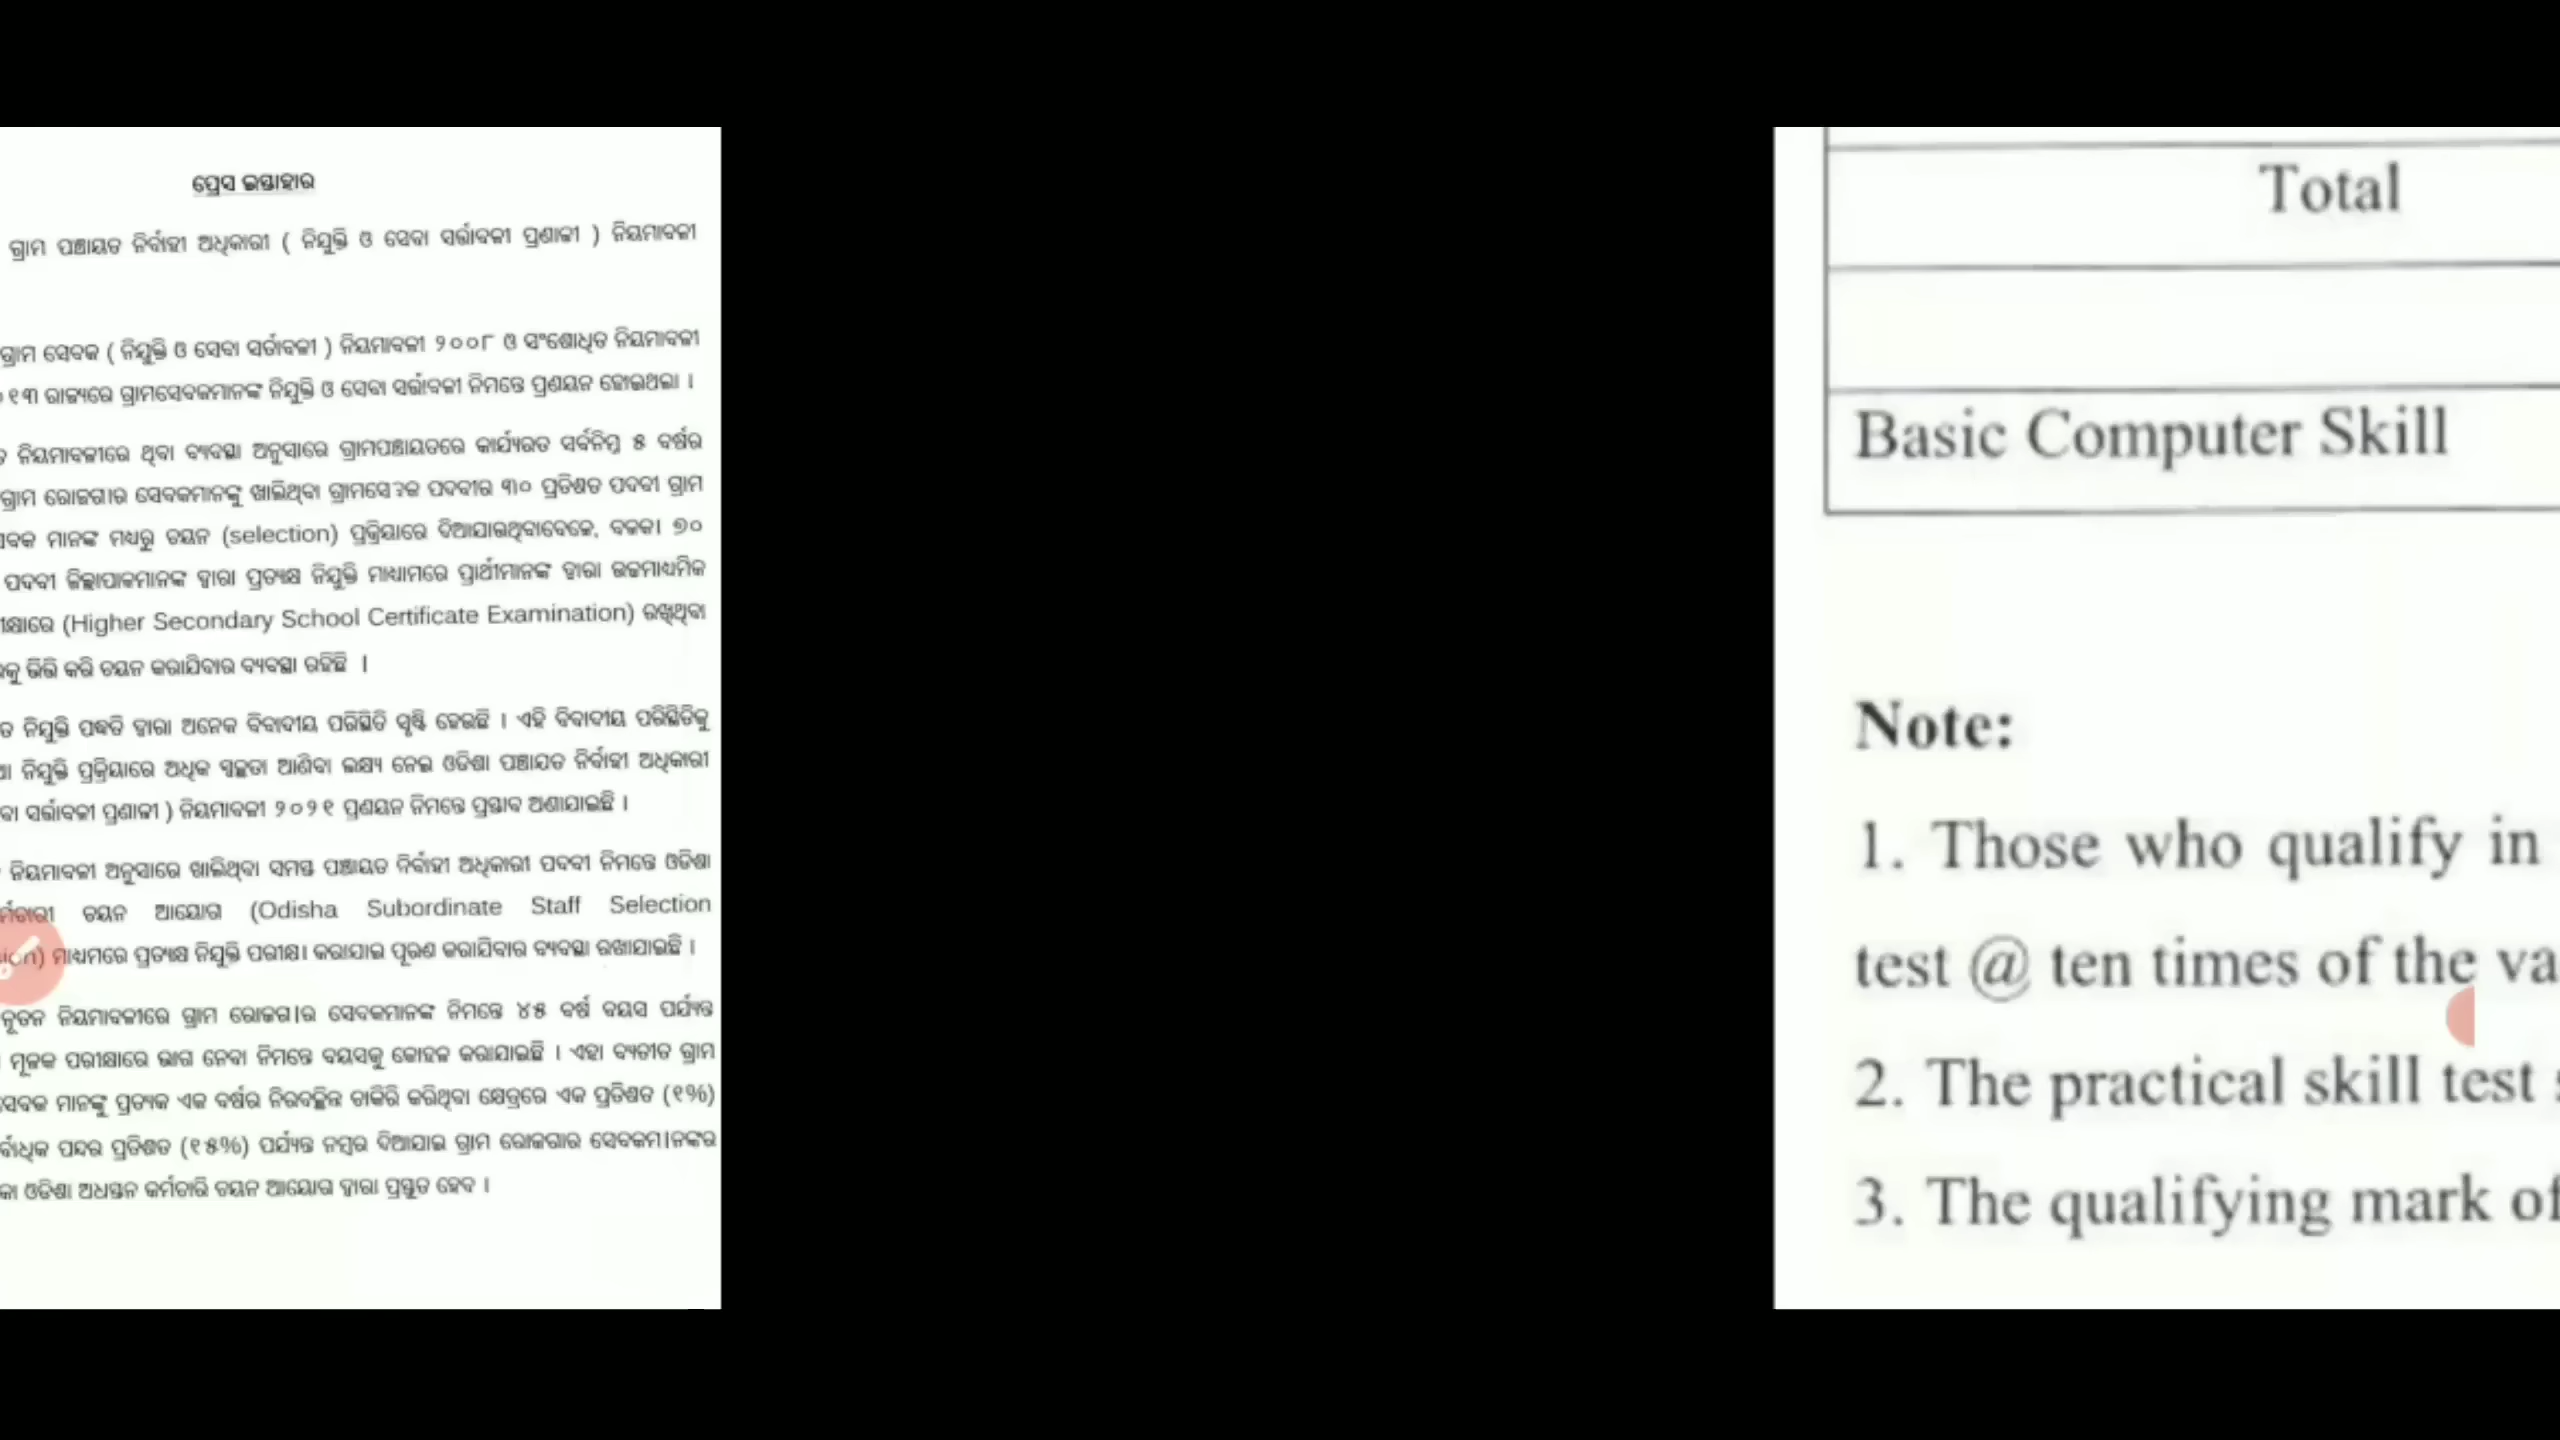 ପ୍ରେସ ଇସ୍ତାହାର
ଗ୍ରାମ ପଞ୍ଚାୟତ ନିର୍ବାହୀ ଅଧିକାରୀ ( ନିଯୁକ୍ତି ଓ ସେବା ସର୍ତ୍ତାବଳୀ ପ୍ରଣାଳୀ ) ନିୟମାବଳୀ
ଗ୍ରାମ ସେବକ ( ନିଯୁକ୍ତି ଓ ସେବା ସର୍ତାବଳୀ ) ନିୟମାବଳୀ ୨୦୦୮ ଓ ସଂଶୋଧିତ ନିୟମାବଳୀ
୧୩ ରାଜ୍ୟରେ ଗ୍ରାମସେବକମାନଙ୍କ ନିଯୁକ୍ତି ଓ ସେବା ସର୍ତ୍ତାବଳୀ ନିମନ୍ତେ ପ୍ରଣୟନ ହୋଇଥିଲା ।
ନିୟମାବଳୀରେ ଥିବା ବ୍ୟବସ୍ଥା ଅନୁସାରେ ଗ୍ରାମପଞ୍ଚାୟତରେ କାର୍ଯ୍ୟରତ ସର୍ବନିମ୍ନ ୫ ବର୍ଷର
ଗ୍ରାମ ରୋଜଗାର ସେବକମାନଙ୍କୁ ଖାଲିଥିବା ପଦବୀର ୩୦ ପ୍ରତିଶତ ପଦବୀ ଗ୍ରାମ
ସେବକ ମାନଙ୍କ ମଧ୍ୟରୁ ଚୟନ (selection) ପ୍ରକ୍ରିୟାରେ ଦିଆଯାଉଥିବାବେଳେ, ବକକା ୭୦
ପଦବୀ ଜିଲ୍ଲାପାଳମାନଙ୍କ ଦ୍ୱାରା ପ୍ରତ୍ୟକ୍ଷ ନିଯୁକ୍ତି ମାଧ୍ୟାମରେ ପ୍ରାର୍ଥୀମାନଙ୍କ ଦ୍ୱାରା ଉଚ୍ଚମାଧ୍ୟମିକ
(Higher Secondary School Certificate Examination) ରଖିଥିବା
ଭିତ୍ତି କରି ଚୟନ କରାଯିବାର ବ୍ୟବସ୍ଥା ରହିଛି ।
ନିଯୁକ୍ତି ପଦ୍ଧତି ଦ୍ୱାରା ଅନେକ ବିବାଦୀୟ ପରିସ୍ଥିତି ସୃଷ୍ଟି ହେଉଛି । ଏହି ବିବାଦୀୟ ପରିସ୍ଥିତିକୁ
ନିଯୁକ୍ତି ପ୍ରକ୍ରିୟାରେ ଅଧିକ ସ୍ୱଚ୍ଛତା ଆଣିବା ଲକ୍ଷ୍ୟ ନେଇ ଓଡିଶା ପଞ୍ଚାୟତ ନିର୍ବାହୀ ଅଧିକାରୀ
ସର୍ତ୍ତାବଳୀ ପ୍ରଣାଳୀ ) ନିୟମାବଳୀ ୨୦୨୧ ପ୍ରଣୟନ ନିମନ୍ତେ ପ୍ରସ୍ତାବ ଅଣାଯାଇଛି ।
ନିୟମାବଳୀ ଅନୁସାରେ ଖାଲିଥିବା ସମସ୍ତ ପଞ୍ଚାୟତ ନିର୍ବାହୀ ଅଧିକାରୀ ପଦବୀ ନିମନ୍ତେ ଓଡିଶା
ଚୟନ ଆୟୋଗ (Odisha Subordinate Staff Selection
ମାଧ୍ୟମରେ ପ୍ରତ୍ୟକ୍ଷ ନିଯୁକ୍ତି ପରୀକ୍ଷା କରାଯାଇ ପୂରଣ କରାଯିବାର ବ୍ୟବସ୍ଥା ରଖାଯାଇଛି ।
ନୂତନ ନିୟମାବଳୀରେ ଗ୍ରାମ ରୋଜଗାର ସେବକମାନଙ୍କ ନିମନ୍ତେ ୪୫ ବର୍ଷ ବୟସ ପର୍ଯ୍ୟନ୍ତ
ମୂଳକ ପରୀକ୍ଷାରେ ଭାଗ ନେବା ନିମନ୍ତେ ବୟସକୁ କୋହଳ କରାଯାଇଛି । ଏହା ବ୍ୟତୀତ ଗ୍ରାମ
ସେବକ ମାନଙ୍କୁ ପ୍ରତ୍ୟକ ଏକ ବର୍ଷର ନିରବଚ୍ଛିନ୍ନ ଚାକିରି କରିଥିବା କ୍ଷେତ୍ରରେ ଏକ ପ୍ରତିଶତ (୧%)
ପନ୍ଦର ପ୍ରତିଶତ (୧୫%) ପର୍ଯ୍ୟନ୍ତ ନମ୍ବର ଦିଆଯାଇ ଗ୍ରାମ ରୋଜଗାର ସେବକମାନଙ୍କର
ଓଡିଶା ଅଧସ୍ତନ କର୍ମଚାରି ଚୟନ ଆୟୋଗ ଦ୍ୱାରା ପ୍ରସ୍ତୁତ ହେବ ।
Total
Basic Computer Skill
Note:
1. Those who qualify in
test @ ten times of the va
2. The practical skill test
3. The qualifying mark of